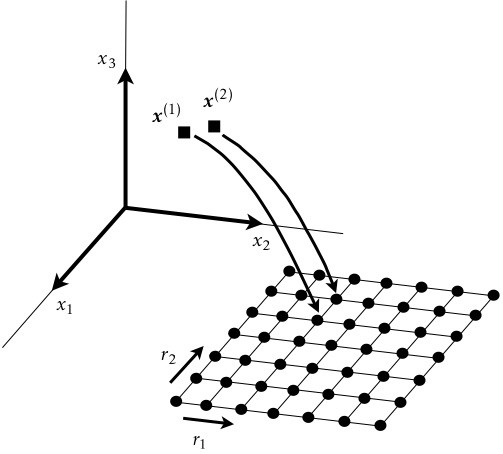 x₃
x⁽¹⁾ x⁽²⁾
x₂
x₁
r₂
r₁